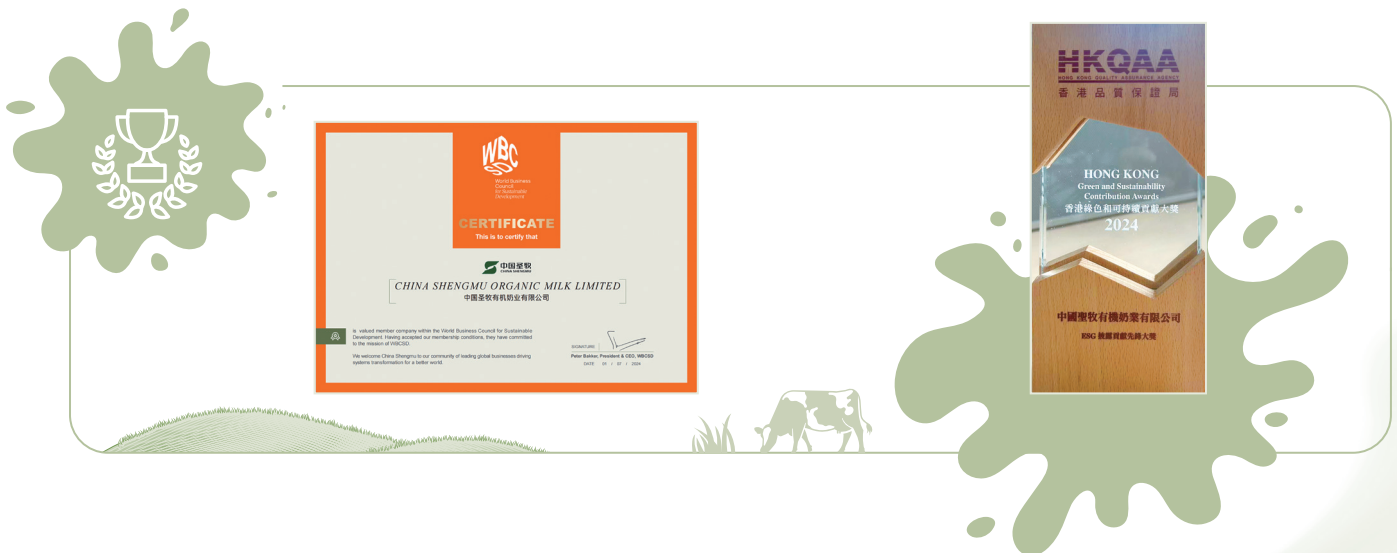 WBC
World Business
Council
for Sustainable
Development
CERTIFICATE
This is to certify that
中国圣牧
CHINA SHENGMU
CHINA SHENGMU ORGANIC MILK LIMITED
中国圣牧有机奶业有限公司
is valued member company within the World Business Council for Sustainable
Development. Having accepted our membership conditions, they have committed
to the mission of WBCSD.
We welcome China Shengmu to our community of leading global businesses driving
systems transformation for a better world.
SIGNATURE
Peter Bakker, President & CEO, WBCSD
DATE 01 / 07 / 2024
HKQAA
HONG KONG QUALITY ASSURANCE AGENCY
香港品質保證局
HONG KONG
Green and Sustainability
Contribution Awards
香港綠色和可持續貢獻大獎
2024
中國聖牧有機奶業有限公司
ESG 披露貢獻先鋒大獎